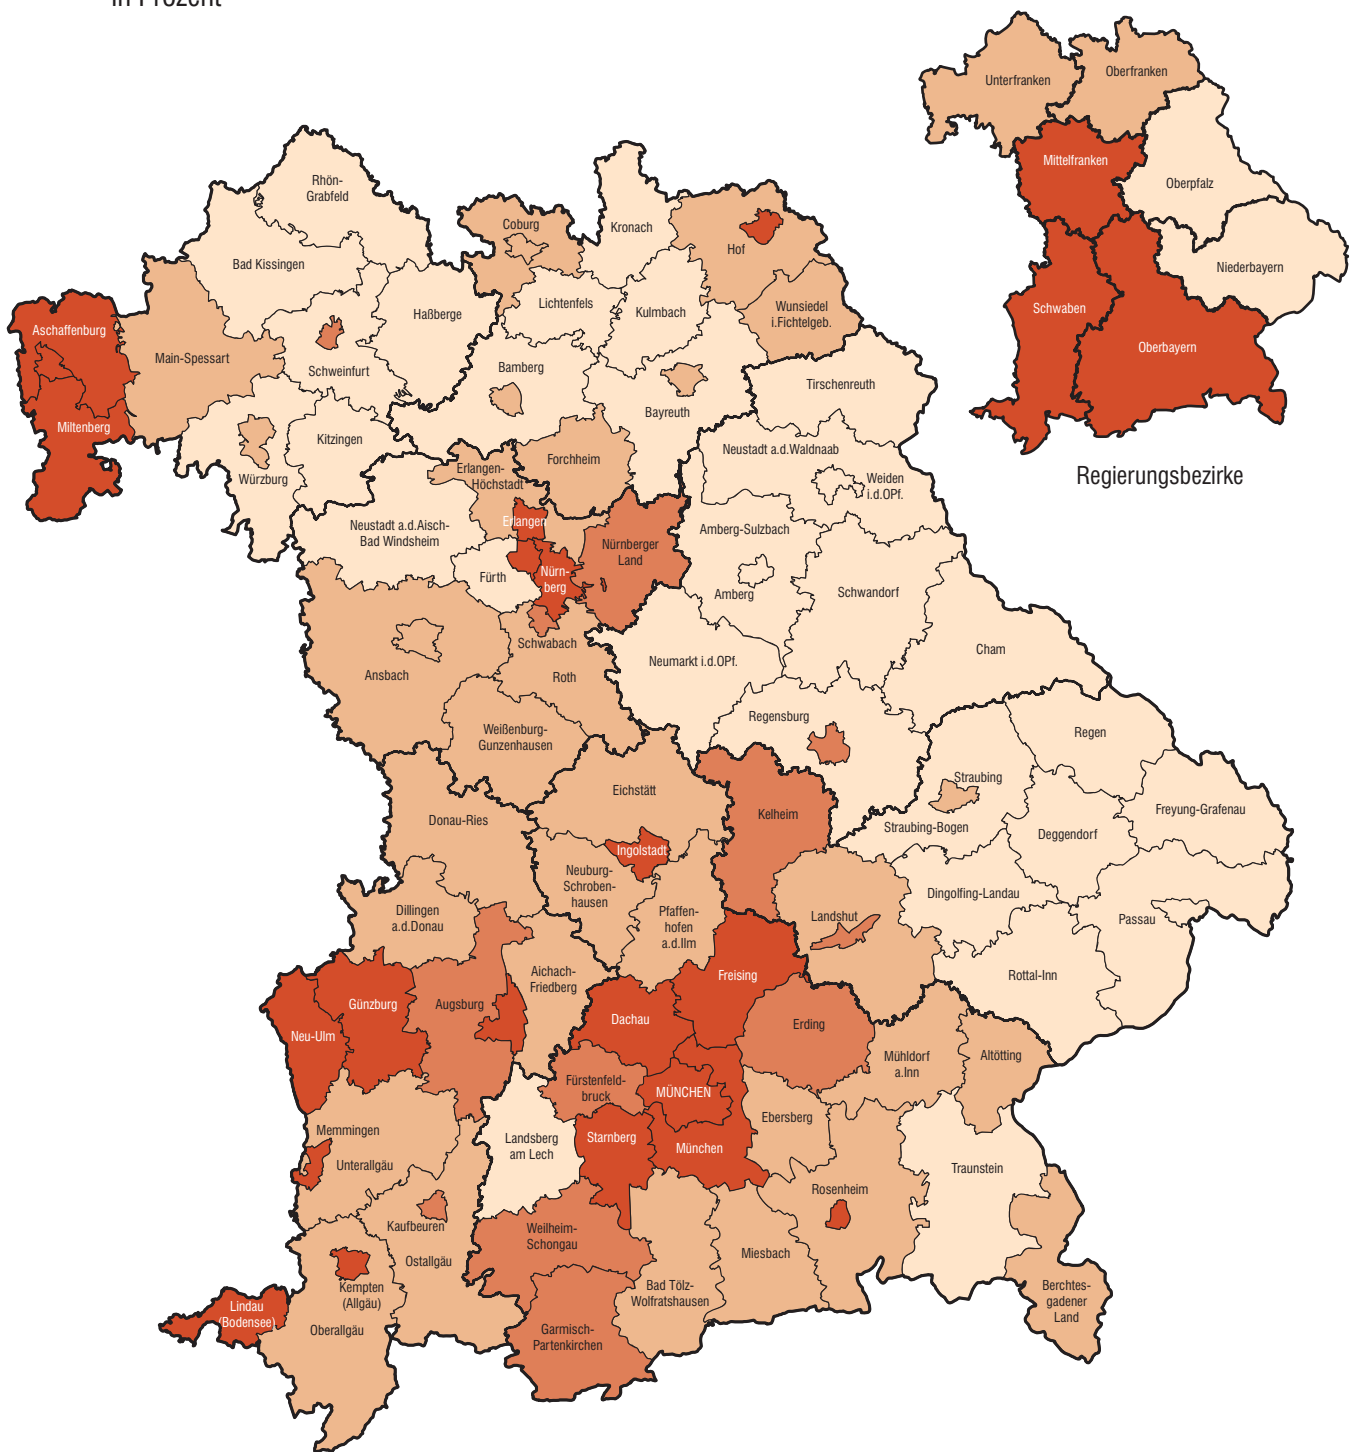 in Prozent
Unterfranken
Oberfranken
Mittelfranken
Oberpfalz
Niederbayern
Schwaben
Oberbayern
Regierungsbezirke
Rhön-
Grabfeld
Coburg
Kronach
Hof
Bad Kissingen
Lichtenfels
Kulmbach
Wunsiedel
i.Fichtelgeb.
Haßberge
Aschaffenburg
Main-Spessart
Schweinfurt
Bamberg
Bayreuth
Tirschenreuth
Miltenberg
Kitzingen
Würzburg
Erlangen-
Höchstadt
Forchheim
Neustadt a.d.Waldnaab
Weiden
i.d.OPf.
Neustadt a.d.Aisch-
Bad Windsheim
Erlangen
Nürnberger
Land
Amberg-Sulzbach
Fürth
Nürn-
berg
Amberg
Schwandorf
Schwabach
Roth
Ansbach
Neumarkt i.d.OPf.
Cham
Weißenburg-
Gunzenhausen
Regensburg
Regen
Eichstätt
Straubing
Donau-Ries
Kelheim
Straubing-Bogen
Deggendorf
Freyung-Grafenau
Ingolstadt
Neuburg-
Schroben-
hausen
Dingolfing-Landau
Dillingen
a.d.Donau
Pfaffen-
hofen
a.d.Ilm
Landshut
Passau
Aichach-
Friedberg
Freising
Rottal-Inn
Günzburg
Augsburg
Dachau
Erding
Neu-Ulm
Mühldorf
a.Inn
Altötting
Fürstenfeld-
bruck
MÜNCHEN
Ebersberg
Memmingen
Unterallgäu
Landsberg
am Lech
Starnberg
München
Traunstein
Rosenheim
Kaufbeuren
Ostallgäu
Weilheim-
Schongau
Miesbach
Kempten
(Allgäu)
Bad Tölz-
Wolfratshausen
Berchtes-
gadener
Land
Lindau
(Bodensee)
Oberallgäu
Garmisch-
Partenkirchen